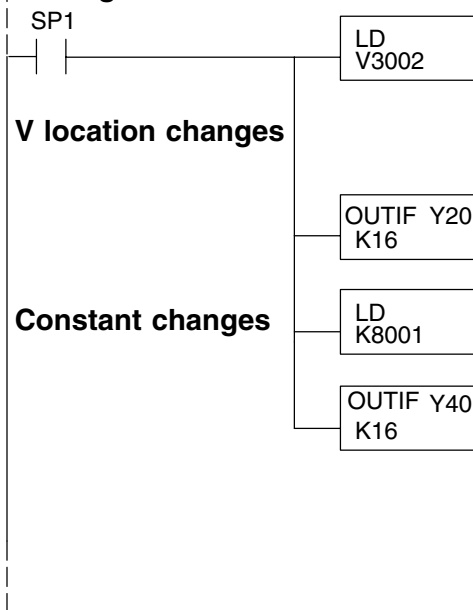 SP1
LD
V3002
V location changes
OUTIF Y20
K16
Constant changes
LD
K8001
OUTIF Y40
K16